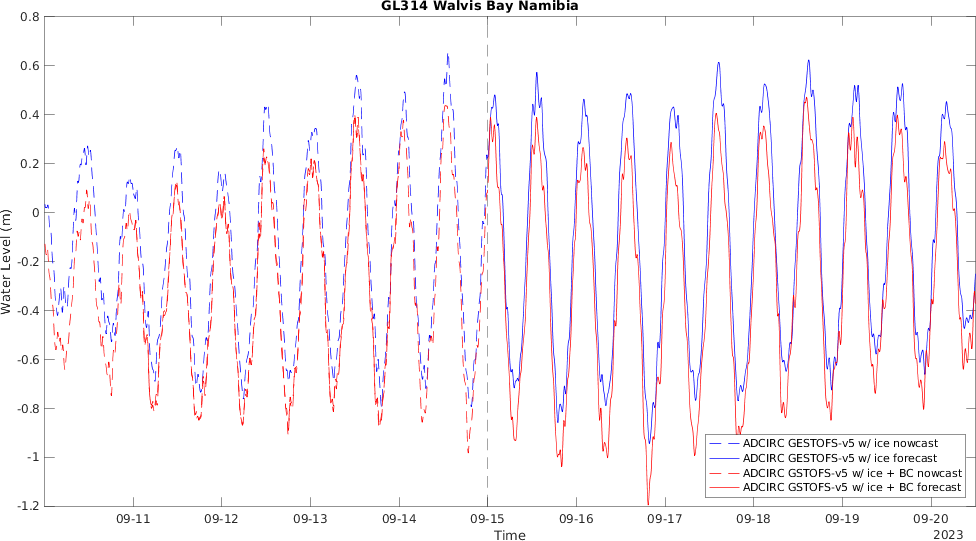 GL314 Walvis Bay Namibia
Water Level (m)
0.8
0.6
0.4
0.2
0
-0.2
-0.4
-0.6
-0.8
-1
-1.2
ADCIRC GESTOFS-v5 w/ ice nowcast
ADCIRC GESTOFS-v5 w/ ice forecast
ADCIRC GSTOFS-v5 w/ ice + BC nowcast
ADCIRC GSTOFS-v5 w/ ice + BC forecast
09-11 09-12 09-13 09-14 09-15 09-16 09-17 09-18 09-19 09-20
Time
2023